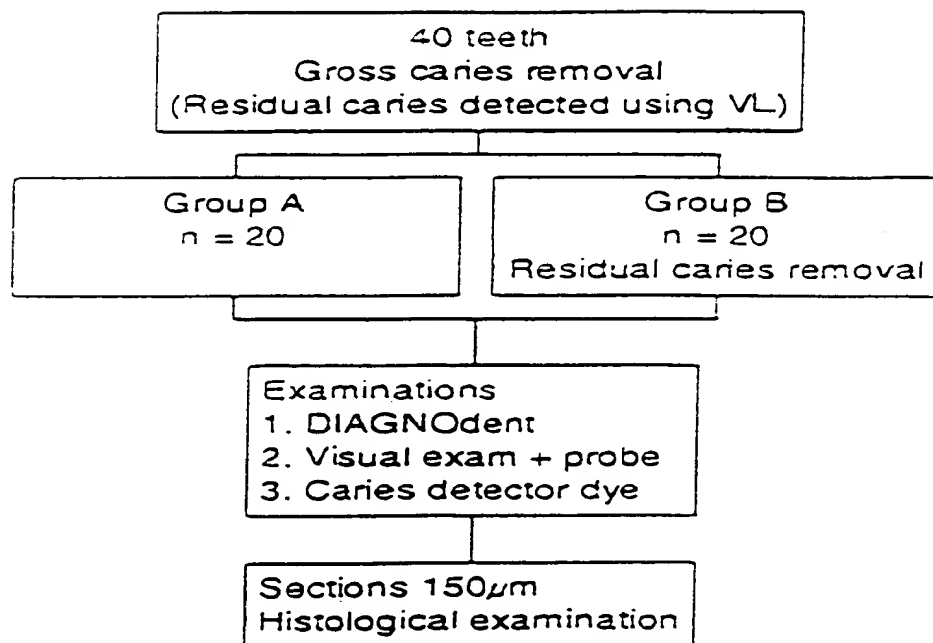 40 teeth
Gross caries removal
(Residual caries detected using VL)
Group A
n = 20
Group B
n = 20
Residual caries removal
Examinations
1. DIAGNOdent
2. Visual exam + probe
3. Caries detector dye
Sections 150μm
Histological examination